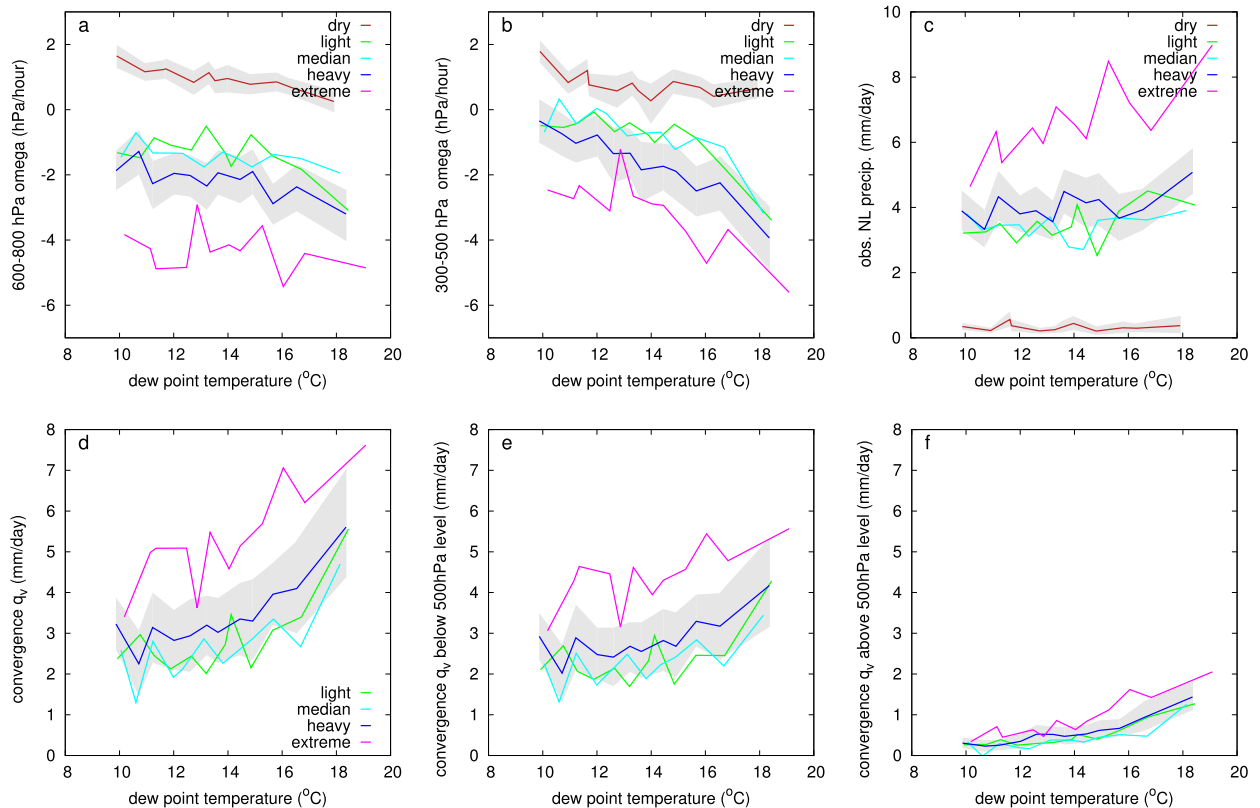 a
dry
light
median
heavy
extreme
2
0
-2
-4
-6
8
10
12
14
16
18
20
600-800 hPa omega (hPa/hour)
dew point temperature (°C)
b
dry
light
median
heavy
extreme
2
0
-2
-4
-6
8
10
12
14
16
18
20
300-500 hPa omega (hPa/hour)
dew point temperature (°C)
c
dry
light
median
heavy
extreme
10
8
6
4
2
0
8
10
12
14
16
18
20
obs. NL precip. (mm/day)
dew point temperature (°C)
d
light
median
heavy
extreme
8
7
6
5
4
3
2
1
0
8
10
12
14
16
18
20
convergence qv (mm/day)
dew point temperature (°C)
e
8
7
6
5
4
3
2
1
0
8
10
12
14
16
18
20
convergence qv below 500hPa level (mm/day)
dew point temperature (°C)
f
8
7
6
5
4
3
2
1
0
8
10
12
14
16
18
20
convergence qv above 500hPa level (mm/day)
dew point temperature (°C)